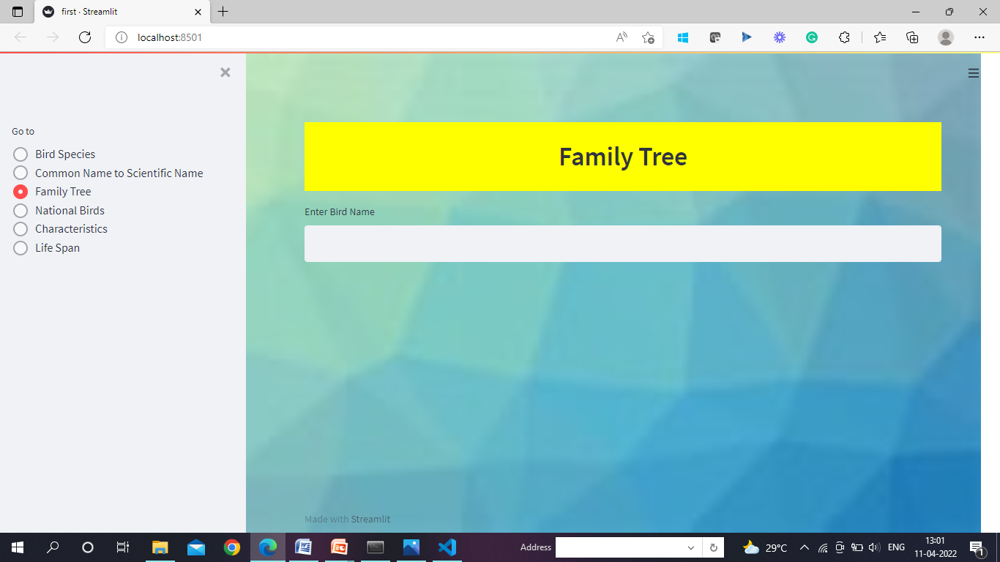 first · Streamlit
localhost:8501
Go to
Bird Species
Common Name to Scientific Name
Family Tree
National Birds
Characteristics
Life Span
Family Tree
Enter Bird Name
Made with Streamlit
Address
29°C
ENG
13:01
11-04-2022
1